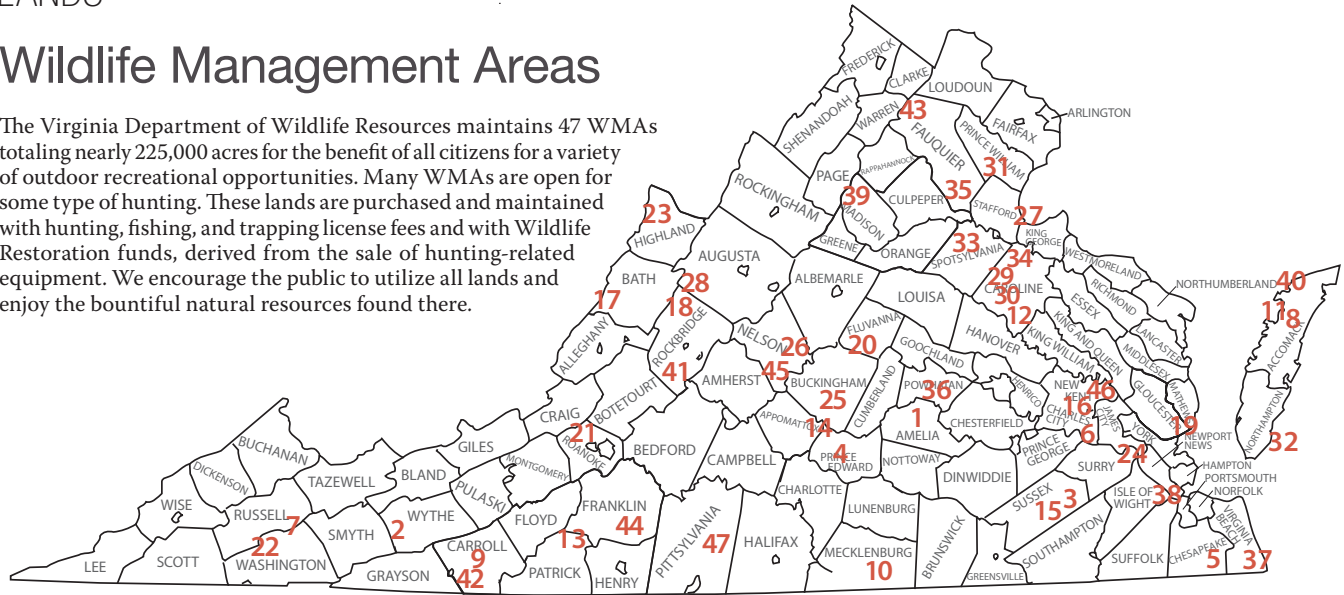 LANDS
Wildlife Management Areas
The Virginia Department of Wildlife Resources maintains 47 WMAs
totaling nearly 225,000 acres for the benefit of all citizens for a variety
of outdoor recreational opportunities. Many WMAs are open for
some type of hunting. These lands are purchased and maintained
with hunting, fishing, and trapping license fees and with Wildlife
Restoration funds, derived from the sale of hunting-related
equipment. We encourage the public to utilize all lands and
enjoy the bountiful natural resources found there.
FREDERICK
CLARKE
LOUDOUN
SHENANDOAH
WARREN
43
ARLINGTON
FAIRFAX
FAUQUIER
PRINCE WILLIAM
31
PAGE
RAPPAHANNOCK
ROCKINGHAM
39
MADISON
CULPEPER
35
STAFFORD
27
23
HIGHLAND
GREENE
ORANGE
33
SPOTSYLVANIA
KING
GEORGE
WESTMORELAND
AUGUSTA
34
BATH
28
ALBEMARLE
29
CAROLINE
30
RICHMOND
NORTHUMBERLAND
40
17
18
LOUISA
ESSEX
11
8
ROCKBRIDGE
NELSON
FLUVANNA
12
ACCOMACK
ALLEGHANY
26
20
GOOCHLAND
HANOVER
KING WILLIAM
KING AND QUEEN
LANCASTER
MIDDLESEX
41
AMHERST
45
BUCKINGHAM
CUMBERLAND
POWHATAN
36
HENRICO
NEW
KENT
46
GLOUCESTER
MATHEWS
BOTETOURT
25
16
CHARLES
CITY
JAMES
CITY
NORTHAMPTON
CRAIG
APPOMATTOX
14
1
AMELIA
CHESTERFIELD
6
YORK
19
NEWPORT
NEWS
32
BUCHANAN
GILES
21
ROANOKE
BEDFORD
CAMPBELL
4
PRINCE
EDWARD
NOTTOWAY
PRINCE
GEORGE
SURRY
24
HAMPTON
PORTSMOUTH
NORFOLK
DICKENSON
TAZEWELL
BLAND
MONTGOMERY
CHARLOTTE
DINWIDDIE
SUSSEX
3
15
ISLE OF
WIGHT
38
WISE
PULASKI
FRANKLIN
44
LUNENBURG
VIRGINIA
BEACH
RUSSELL
7
22
SMYTH
2
WYTHE
FLOYD
13
PITTSYLVANIA
47
HALIFAX
MECKLENBURG
10
BRUNSWICK
SOUTHAMPTON
SUFFOLK
CHESAPEAKE
5
37
LEE
SCOTT
WASHINGTON
GRAYSON
CARROLL
9
42
PATRICK
HENRY
GREENSVILLE